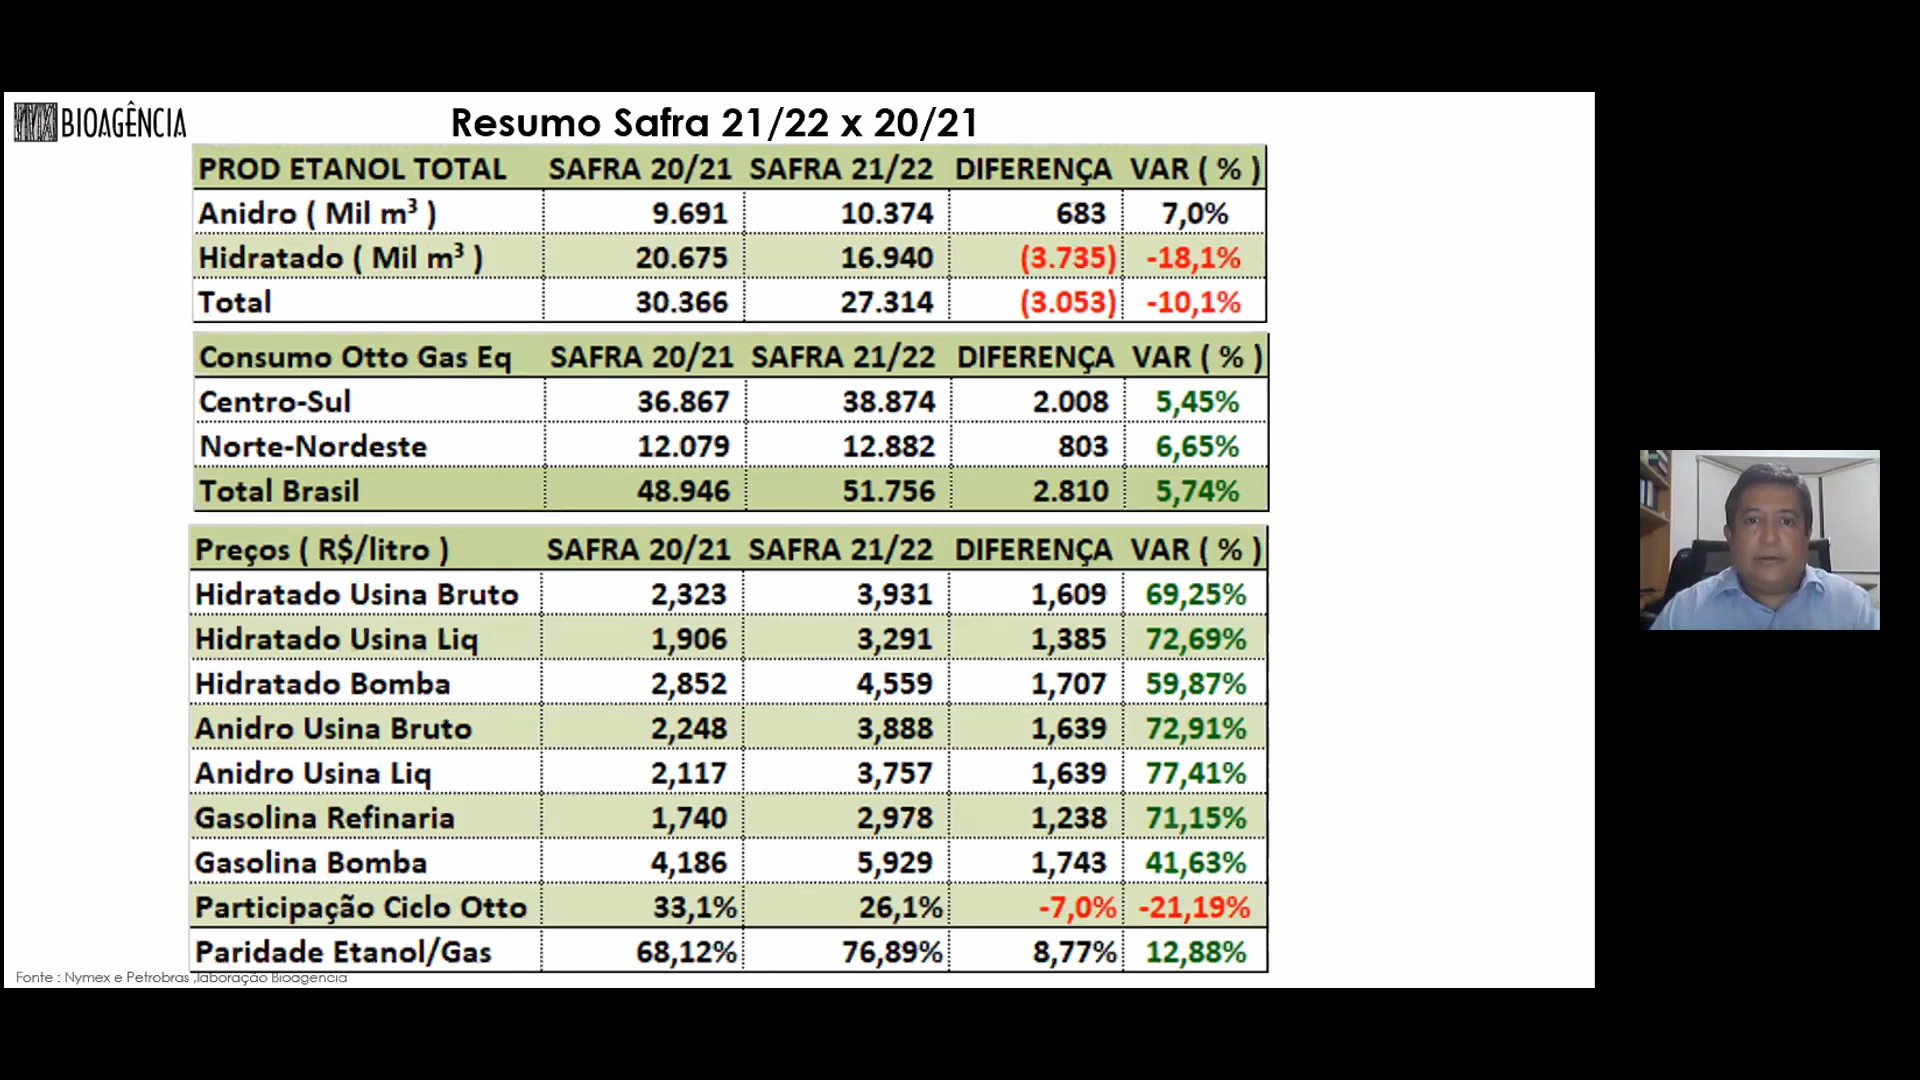 BIOAGÊNCIA
Resumo Safra 21/22 x 20/21
PROD ETANOL TOTAL SAFRA 20/21 SAFRA 21/22 DIFERENÇA VAR ( % )
Anidro ( Mil m³ ) 9.691 10.374 683 7,0%
Hidratado ( Mil m³ ) 20.675 16.940 (3.735) -18,1%
Total 30.366 27.314 (3.053) -10,1%
Consumo Otto Gas Eq SAFRA 20/21 SAFRA 21/22 DIFERENÇA VAR ( % )
Centro-Sul 36.867 38.874 2.008 5,45%
Norte-Nordeste 12.079 12.882 803 6,65%
Total Brasil 48.946 51.756 2.810 5,74%
Preços ( R$/litro ) SAFRA 20/21 SAFRA 21/22 DIFERENÇA VAR ( % )
Hidratado Usina Bruto 2,323 3,931 1,609 69,25%
Hidratado Usina Liq 1,906 3,291 1,385 72,69%
Hidratado Bomba 2,852 4,559 1,707 59,87%
Anidro Usina Bruto 2,248 3,888 1,639 72,91%
Anidro Usina Liq 2,117 3,757 1,639 77,41%
Gasolina Refinaria 1,740 2,978 1,238 71,15%
Gasolina Bomba 4,186 5,929 1,743 41,63%
Participação Ciclo Otto 33,1% 26,1% -7,0% -21,19%
Paridade Etanol/Gas 68,12% 76,89% 8,77% 12,88%
Fonte : Nymex e Petrobras ,laboração Bioagencia